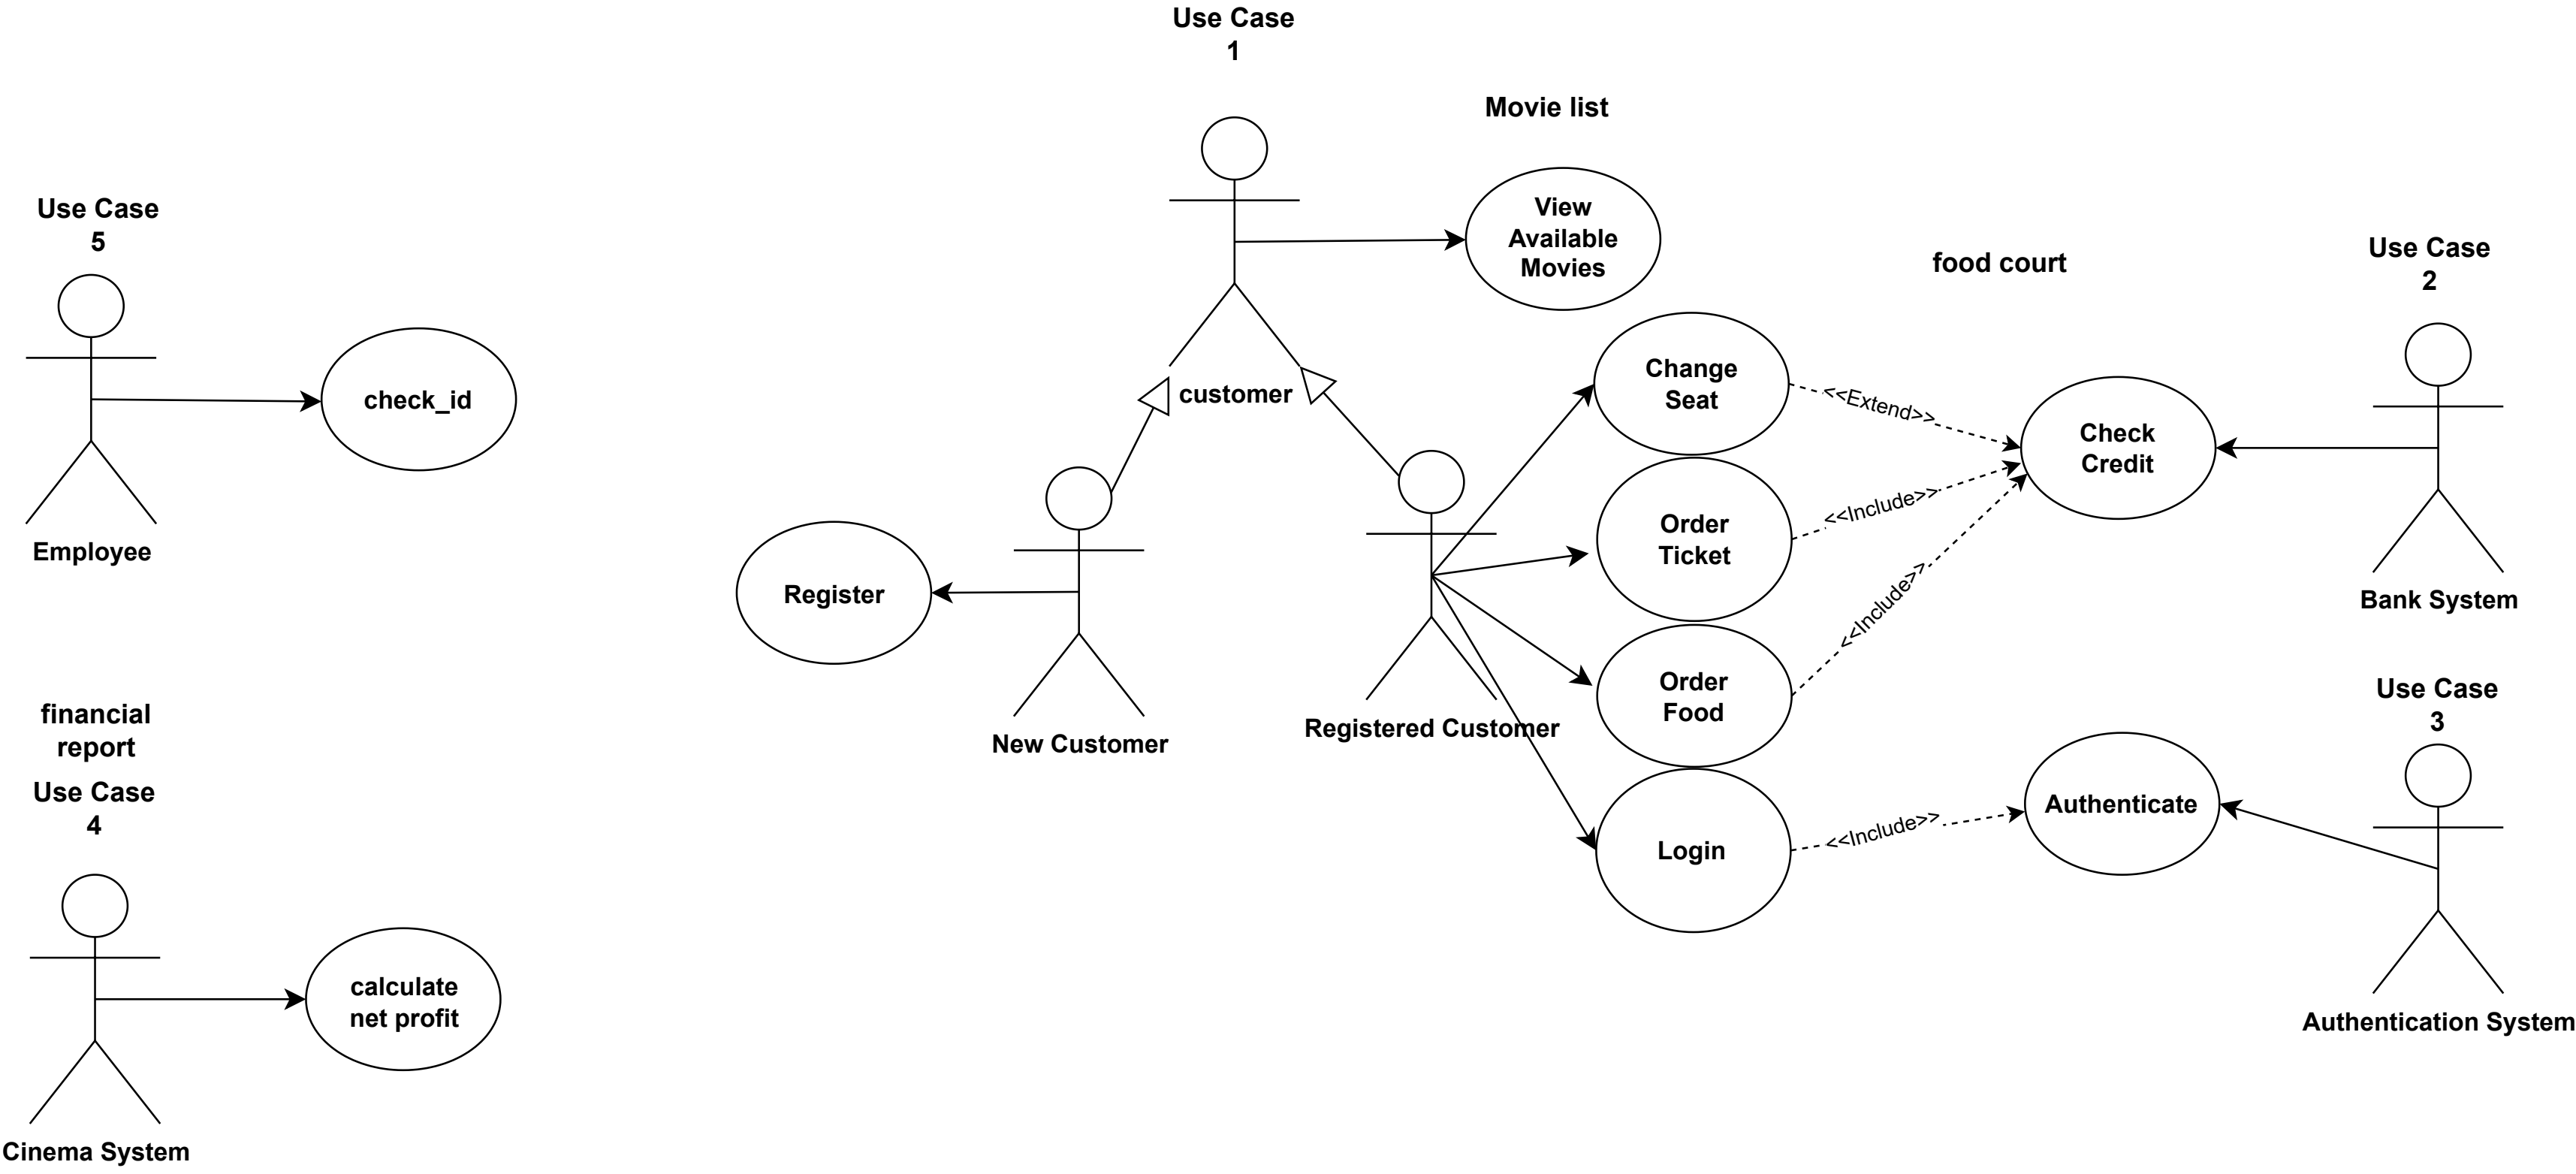 Use Case
1
Movie list
View
Available
Movies
customer
Use Case
5
check_id
Employee
food court
Use Case
2
Change
Seat
<<Extend>>
Check
Credit
Order
Ticket
<<Include>>
Bank System
Register
New Customer
Registered Customer
Order
Food
<<Include>>
Use Case
3
Login
<<Include>>
Authenticate
Authentication System
financial
report
Use Case
4
calculate
net profit
Cinema System